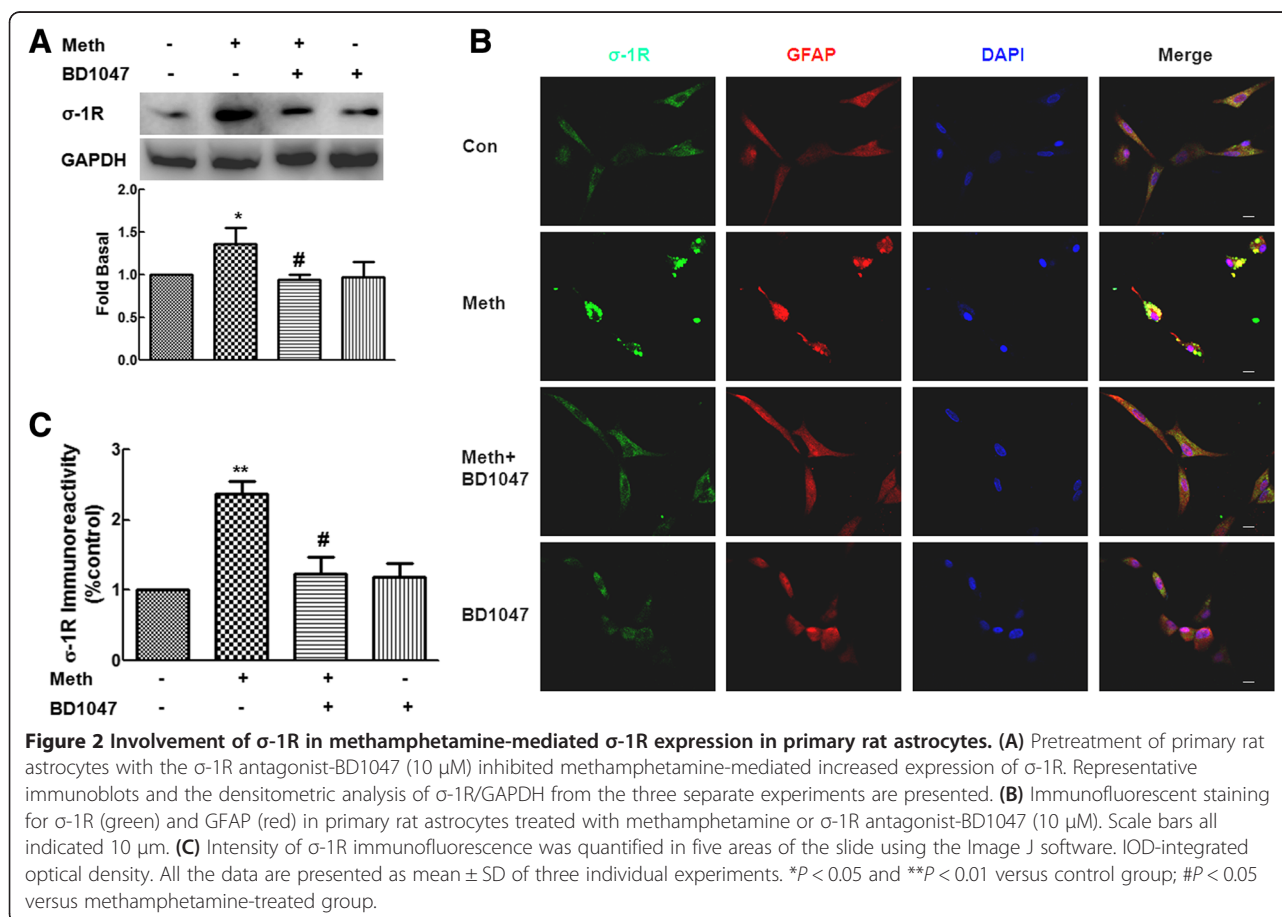 A
Meth - + + -
BD1047 - - + +
σ-1R
GAPDH
2.0
1.5
1.0
0.5
0.0
Fold Basal
*
#
B
σ-1R GFAP DAPI Merge
Con
Meth
Meth+
BD1047
BD1047
C
3
2
1
0
σ-1R Immunoreactivity
(%control)
**
#
Meth - + + -
BD1047 - - + +
Figure 2 Involvement of σ-1R in methamphetamine-mediated σ-1R expression in primary rat astrocytes. (A) Pretreatment of primary rat
astrocytes with the σ-1R antagonist-BD1047 (10 μM) inhibited methamphetamine-mediated increased expression of σ-1R. Representative
immunoblots and the densitometric analysis of σ-1R/GAPDH from the three separate experiments are presented. (B) Immunofluorescent staining
for σ-1R (green) and GFAP (red) in primary rat astrocytes treated with methamphetamine or σ-1R antagonist-BD1047 (10 μM). Scale bars all
indicated 10 μm. (C) Intensity of σ-1R immunofluorescence was quantified in five areas of the slide using the Image J software. IOD-integrated
optical density. All the data are presented as mean ± SD of three individual experiments. *P < 0.05 and **P < 0.01 versus control group; #P < 0.05
versus methamphetamine-treated group.